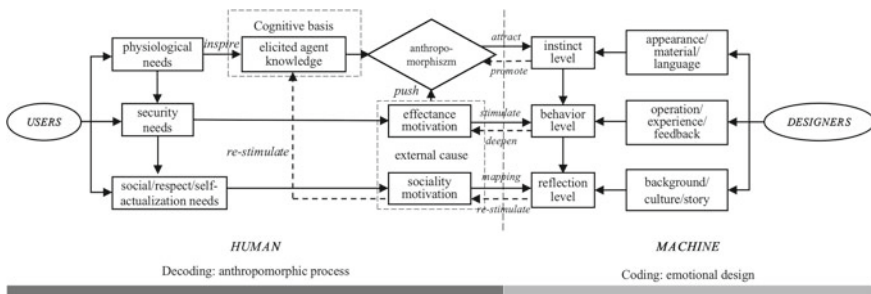 Cognitive basis
physiological
needs
inspire
elicited agent
knowledge
anthropo-
morphiszm
attract
promote
instinct
level
appearance/
material/
language
push
USERS
security
needs
effectance
motivation
stimulate
deepen
behavior
level
operation/
experience/
feedback
DESIGNERS
re-stimulate
external cause
social/respect/self-
actualization needs
sociality
motivation
mapping
re-stimulate
reflection
level
background/
culture/story
HUMAN
MACHINE
Decoding: anthropomorphic process
Coding: emotional design